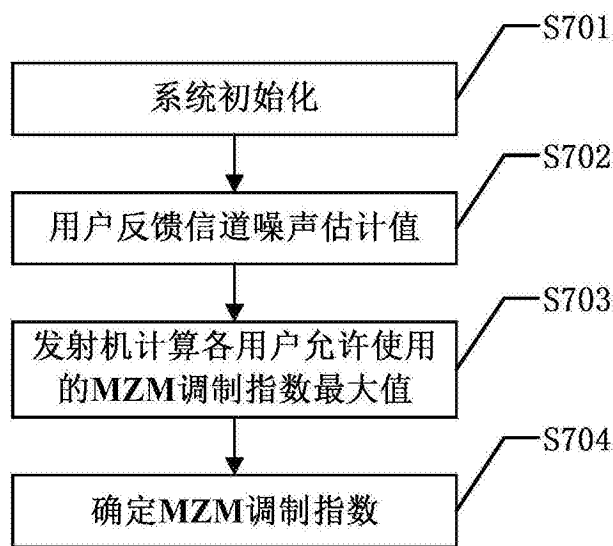 S701
系统初始化
S702
用户反馈信道噪声估计值
S703
发射机计算各用户允许使用
的MZM调制指数最大值
S704
确定MZM调制指数